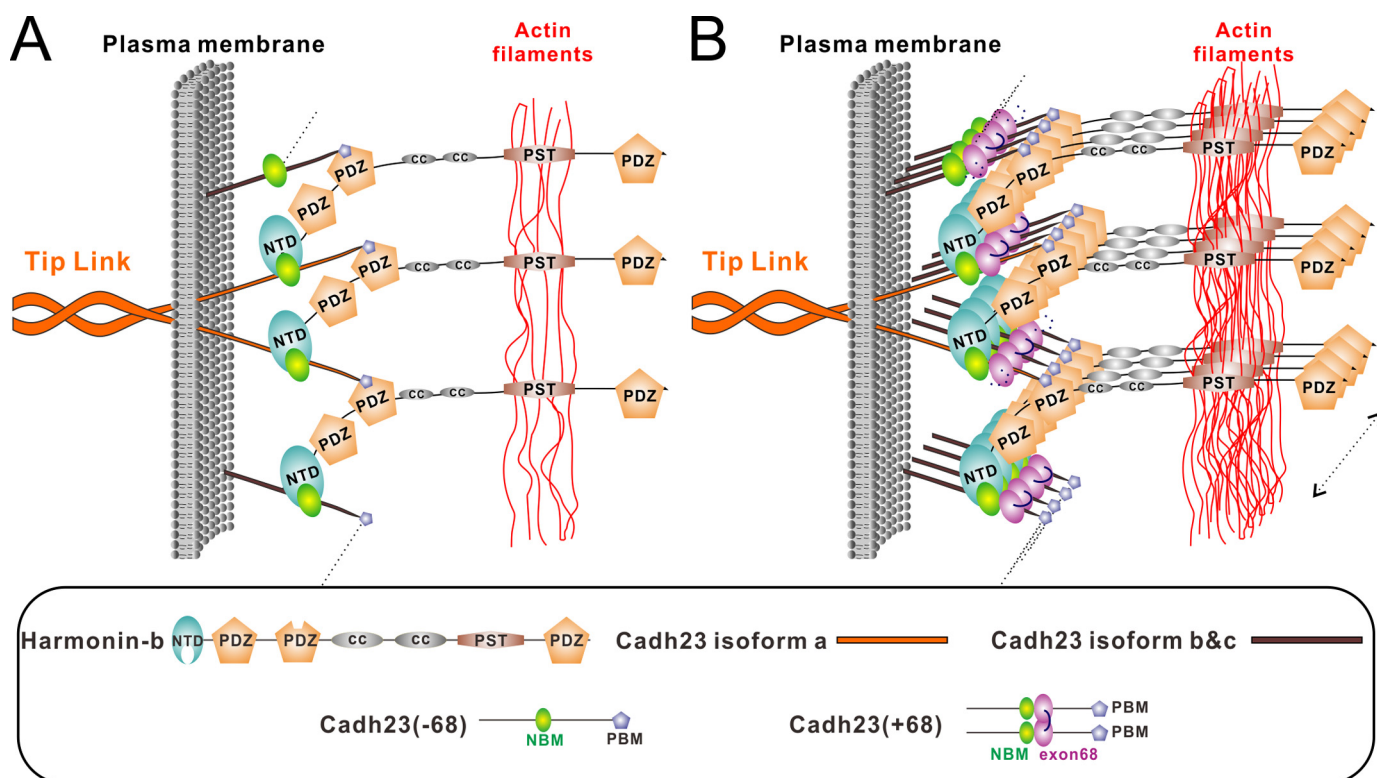 A
Plasma membrane
Actin
filaments
PDZ
CC
CC
PST
PDZ
PDZ
NTD
Tip Link
PDZ
CC
CC
PST
PDZ
PDZ
NTD
PDZ
CC
CC
PST
PDZ
PDZ
NTD
B
Plasma membrane
Actin
filaments
PDZ
CC
CC
PST
PDZ
PDZ
NTD
Tip Link
PDZ
CC
CC
PST
PDZ
PDZ
NTD
PDZ
CC
CC
PST
PDZ
PDZ
NTD
Harmonin-b NTD PDZ PDZ CC CC PST PDZ
Cadh23 isoform a
Cadh23 isoform b&c
Cadh23(-68)
NBM
PBM
Cadh23(+68)
PBM
PBM
NBM exon68